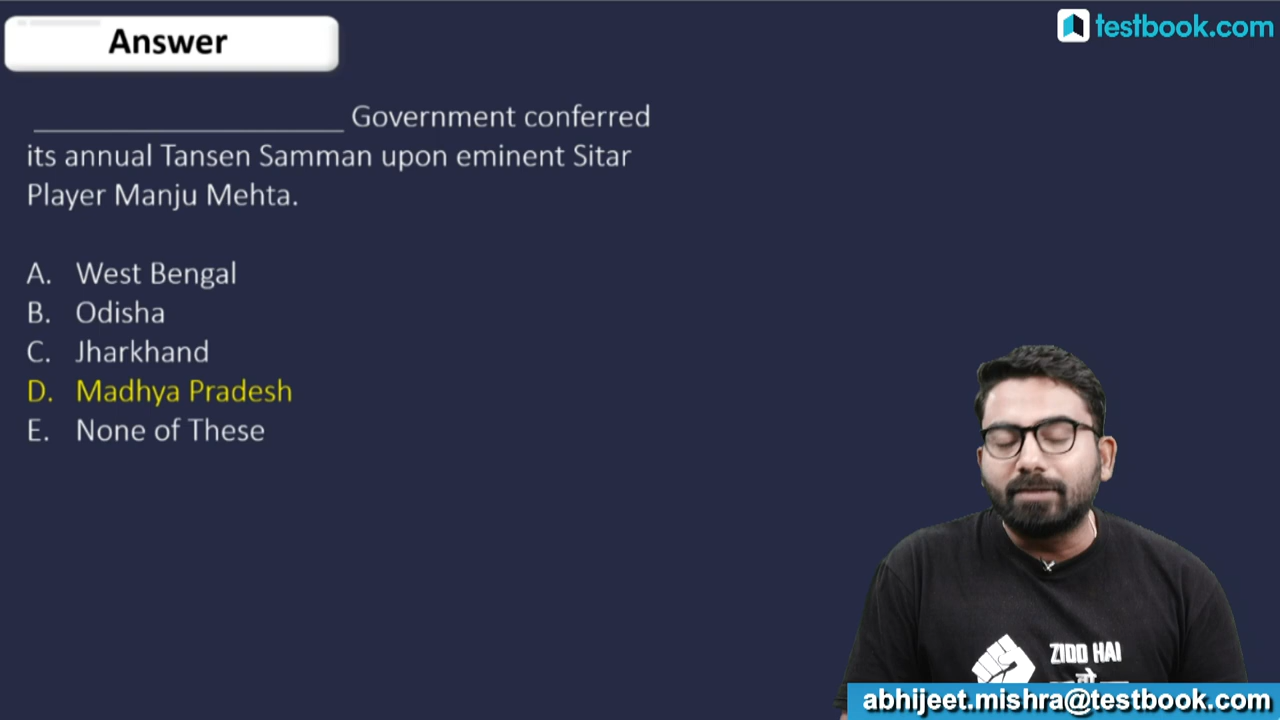 Answer
testbook.com
____________________ Government conferred
its annual Tansen Samman upon eminent Sitar
Player Manju Mehta.
A. West Bengal
B. Odisha
C. Jharkhand
D. Madhya Pradesh
E. None of These
ZIDD HAI
तो
abhijeet.mishra@testbook.com